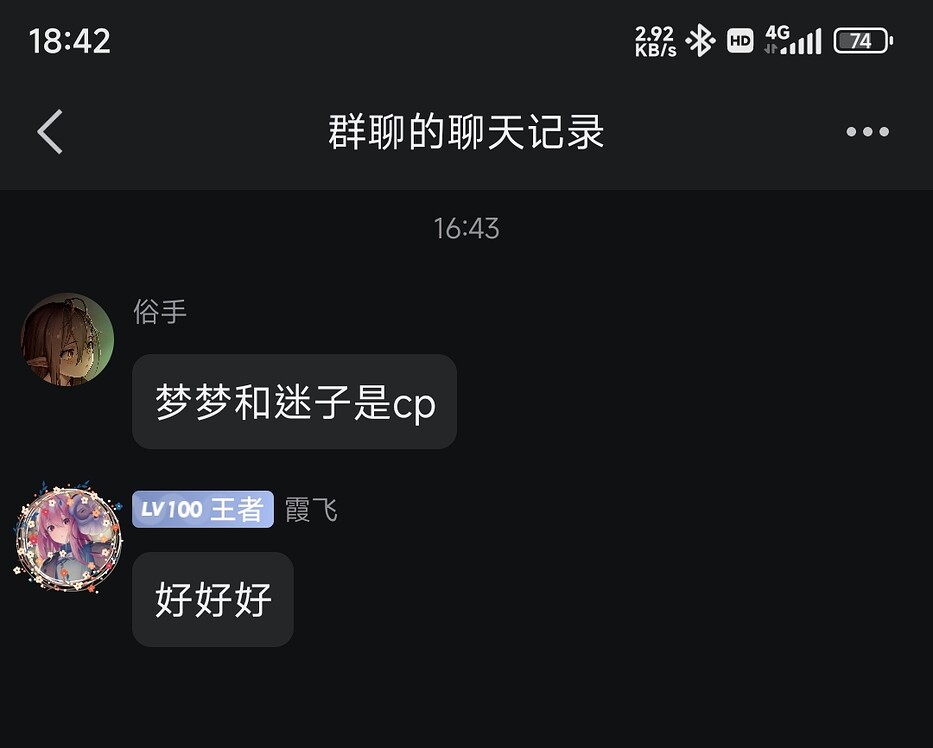 18:42
2.92 KB/s HD 4G 74
群聊的聊天记录
16:43
俗手
梦梦和迷子是cp
LV100 王者 霞飞
好好好